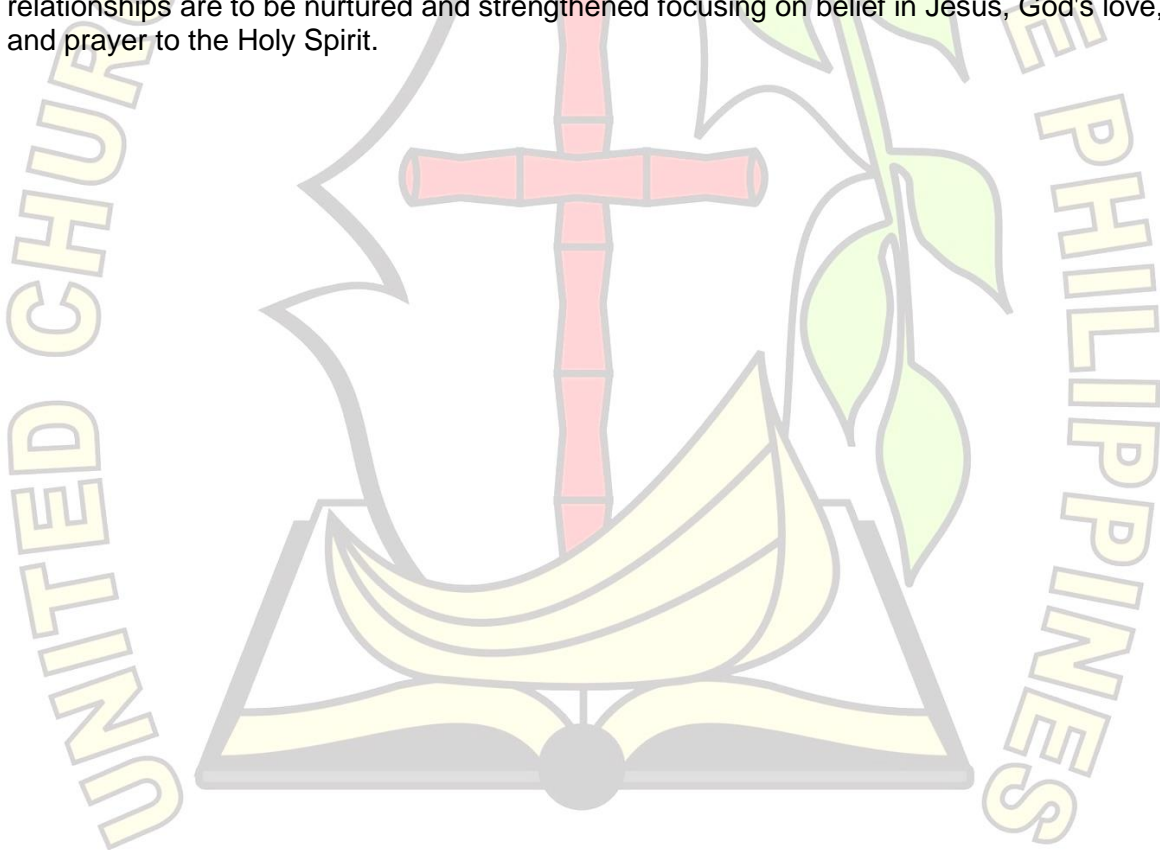 relationships are to be nurtured and strengthened focusing on belief in Jesus, God's love,
and prayer to the Holy Spirit.
UNITED CHURC
E PHILIPPINES